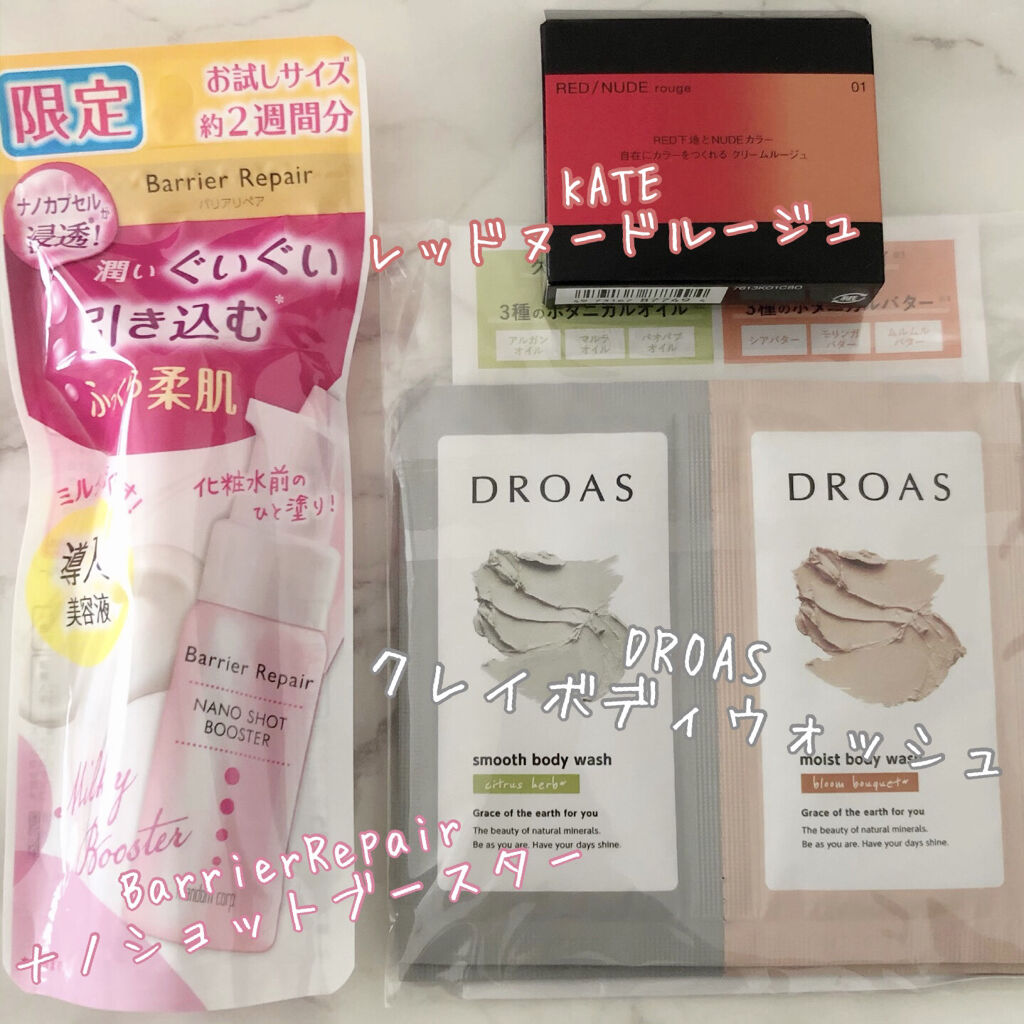 限定
お試しサイズ
約2週間分
Barrier Repair
バリアリペア
ナノカプセルが
浸透!
潤いぐいぐい
引き込む*
ふっくら柔肌
化粧水前の
ひと塗り!
導入
美容液
Barrier Repair
NANO SHOT
BOOSTER
Milky
Booster
BarrierRepair
ナノショットブースター
RED/NUDE rouge 01
RED下地とNUDEカラー
自在にカラーをつくれる クリームルージュ
KATE
レッドヌードルージュ
3種のボタニカルオイル
アルガン
オイル
マルラ
オイル
バオバブ
オイル
3種のボタニカルバター
シアバター
モリンガ
バター
ムルムル
バター
DROAS
smooth body wash
citrus herb
Grace of the earth for you
The beauty of natural minerals.
Be as you are. Have your days shine.
DROAS
moist body wash
bloom bouquet
Grace of the earth for you
The beauty of natural minerals.
Be as you are. Have your days shine.
DROAS
クレイボディウォッシュ